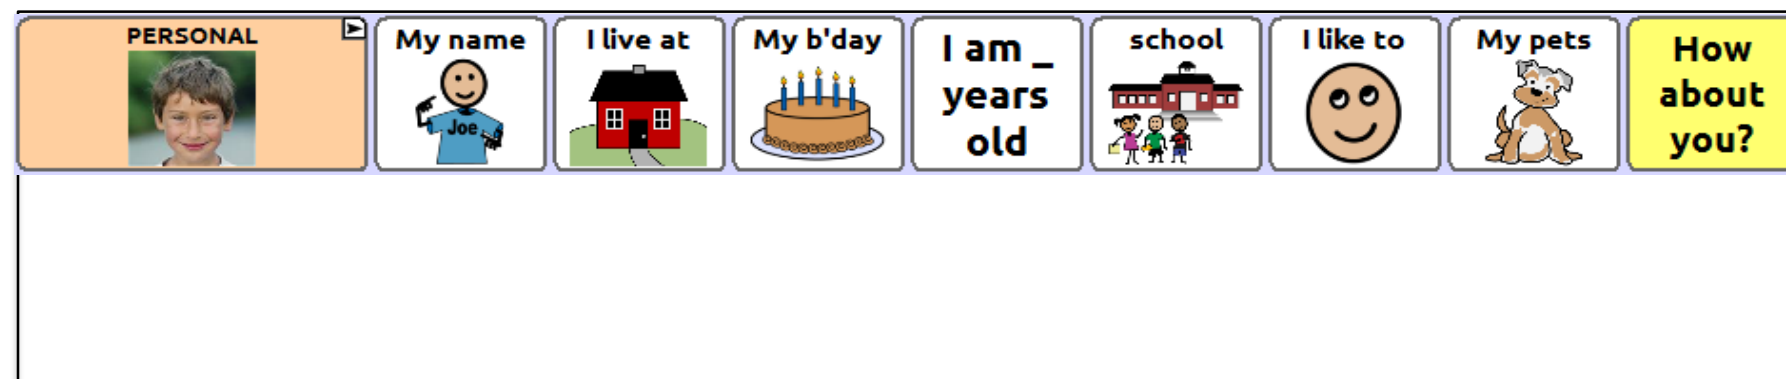 PERSONAL
My name
Joe
I live at
My b'day
I am _
years
old
school
I like to
My pets
How
about
you?